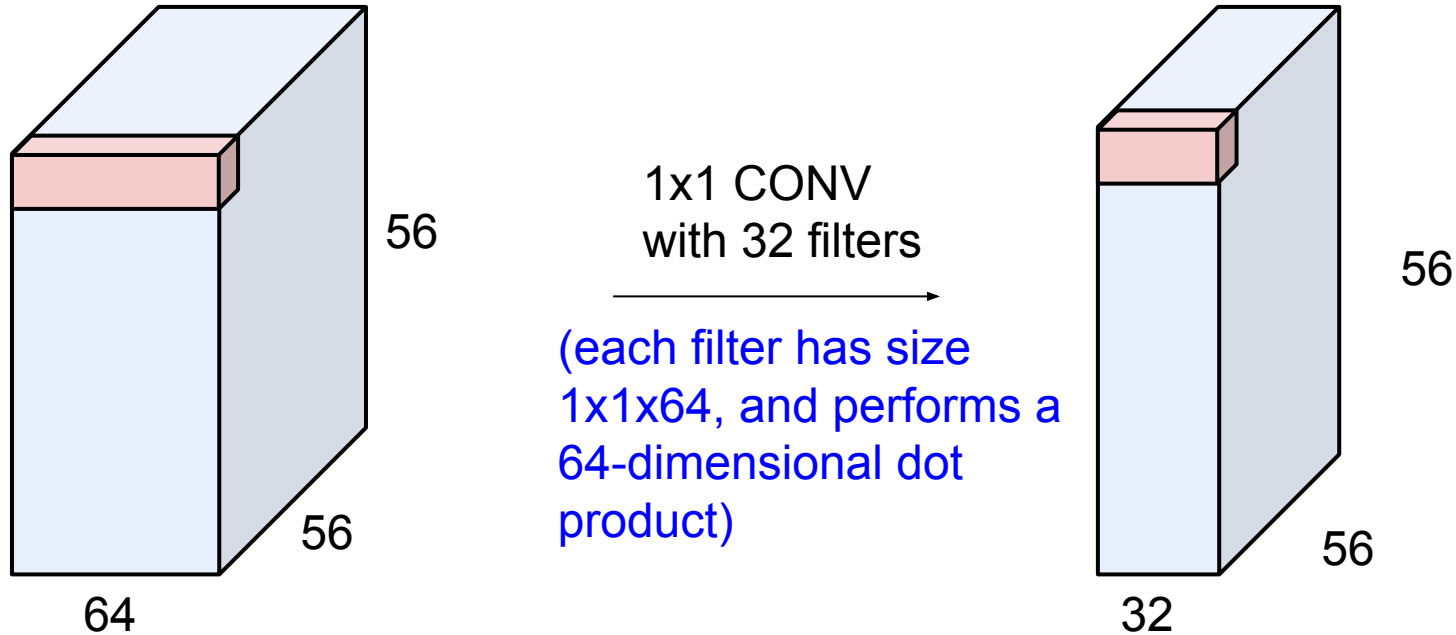 56
56
64
1x1 CONV
with 32 filters
(each filter has size
1x1x64, and performs a
64-dimensional dot
product)
56
56
32